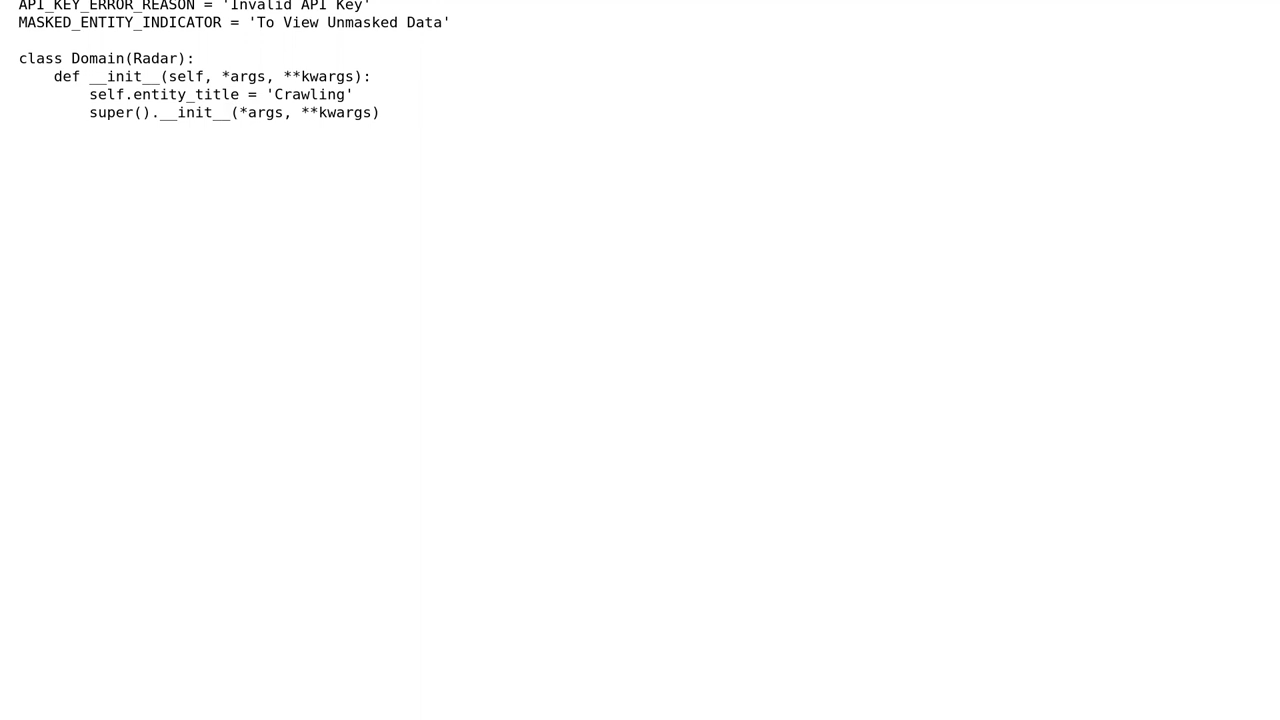 API_KEY_ERROR_REASON = 'Invalid API Key'
MASKED_ENTITY_INDICATOR = 'To View Unmasked Data'

class Domain(Radar):
    def __init__(self, *args, **kwargs):
        self.entity_title = 'Crawling'
        super().__init__(*args, **kwargs)